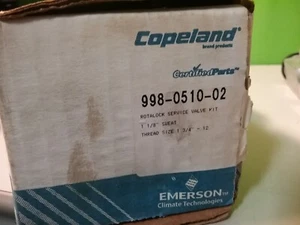 Copeland
brand products
CertifiedParts™
998-0510-02
ROTALOCK SERVICE VALVE KIT
1 1/8" SWEAT
THREAD SIZE: 1 3/4" - 12
EMERSON
Climate Technologies